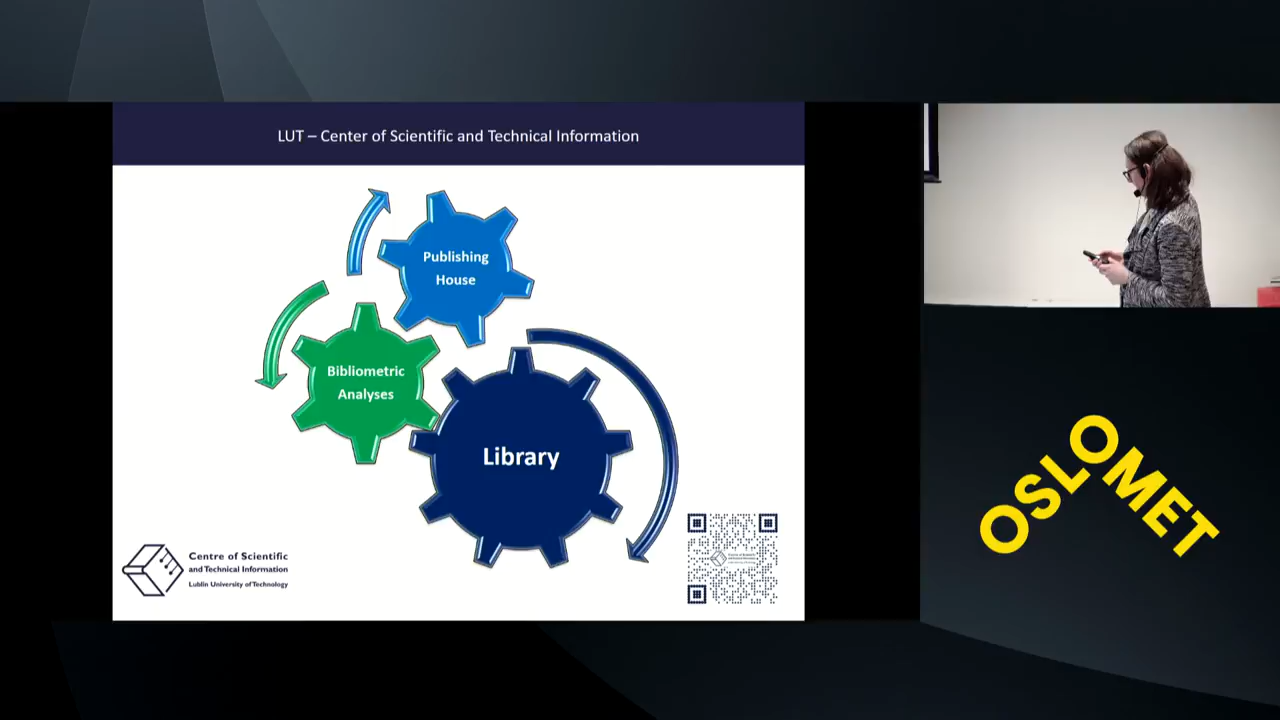 LUT – Center of Scientific and Technical Information
Publishing
House
Bibliometric
Analyses
Library
Centre of Scientific
and Technical Information
Lublin University of Technology
OSLOMET